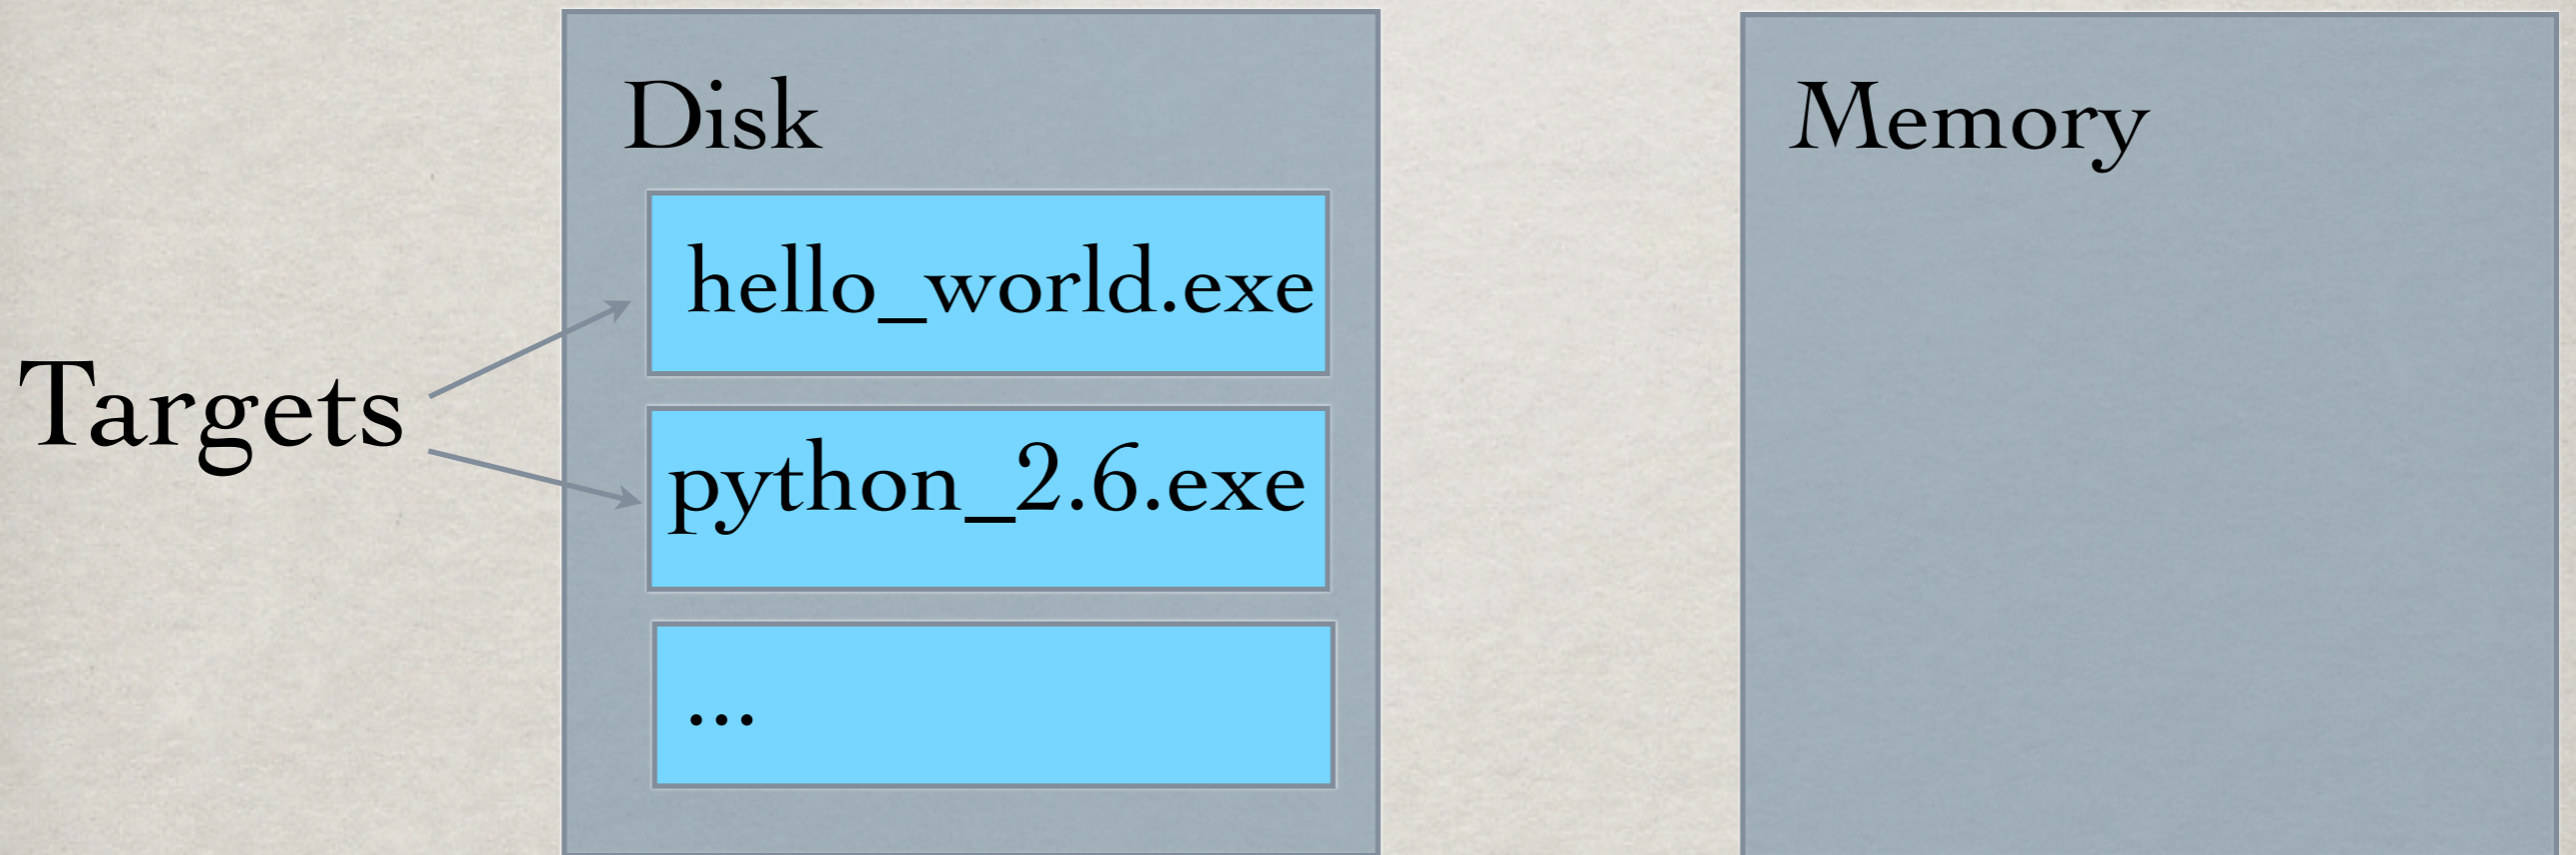 Disk
Memory
hello_world.exe
Targets
python_2.6.exe
...